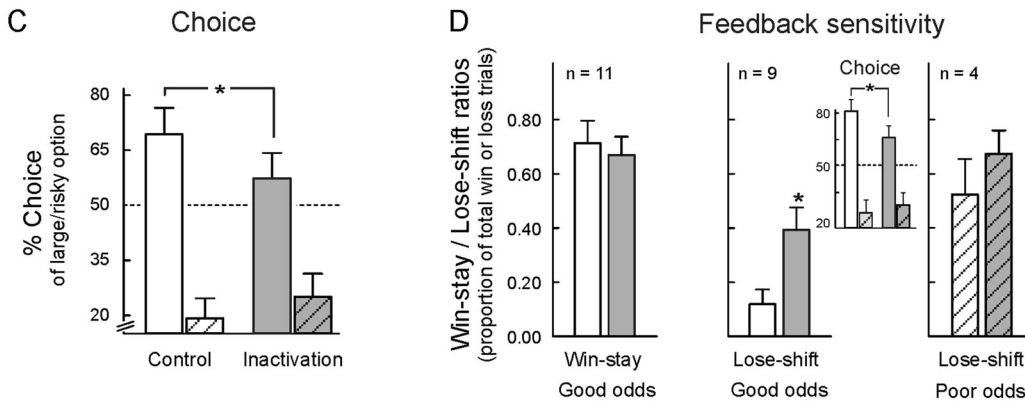 C
Choice
% Choice
of large/risky option
80
65
50
35
20
*
Control
Inactivation
D
Feedback sensitivity
Win-stay / Lose-shift ratios
(proportion of total win or loss trials)
0.80
0.60
0.40
0.20
0.00
n = 11
Win-stay
Good odds
n = 9
*
Lose-shift
Good odds
Choice
*
80
50
20
n = 4
Lose-shift
Poor odds